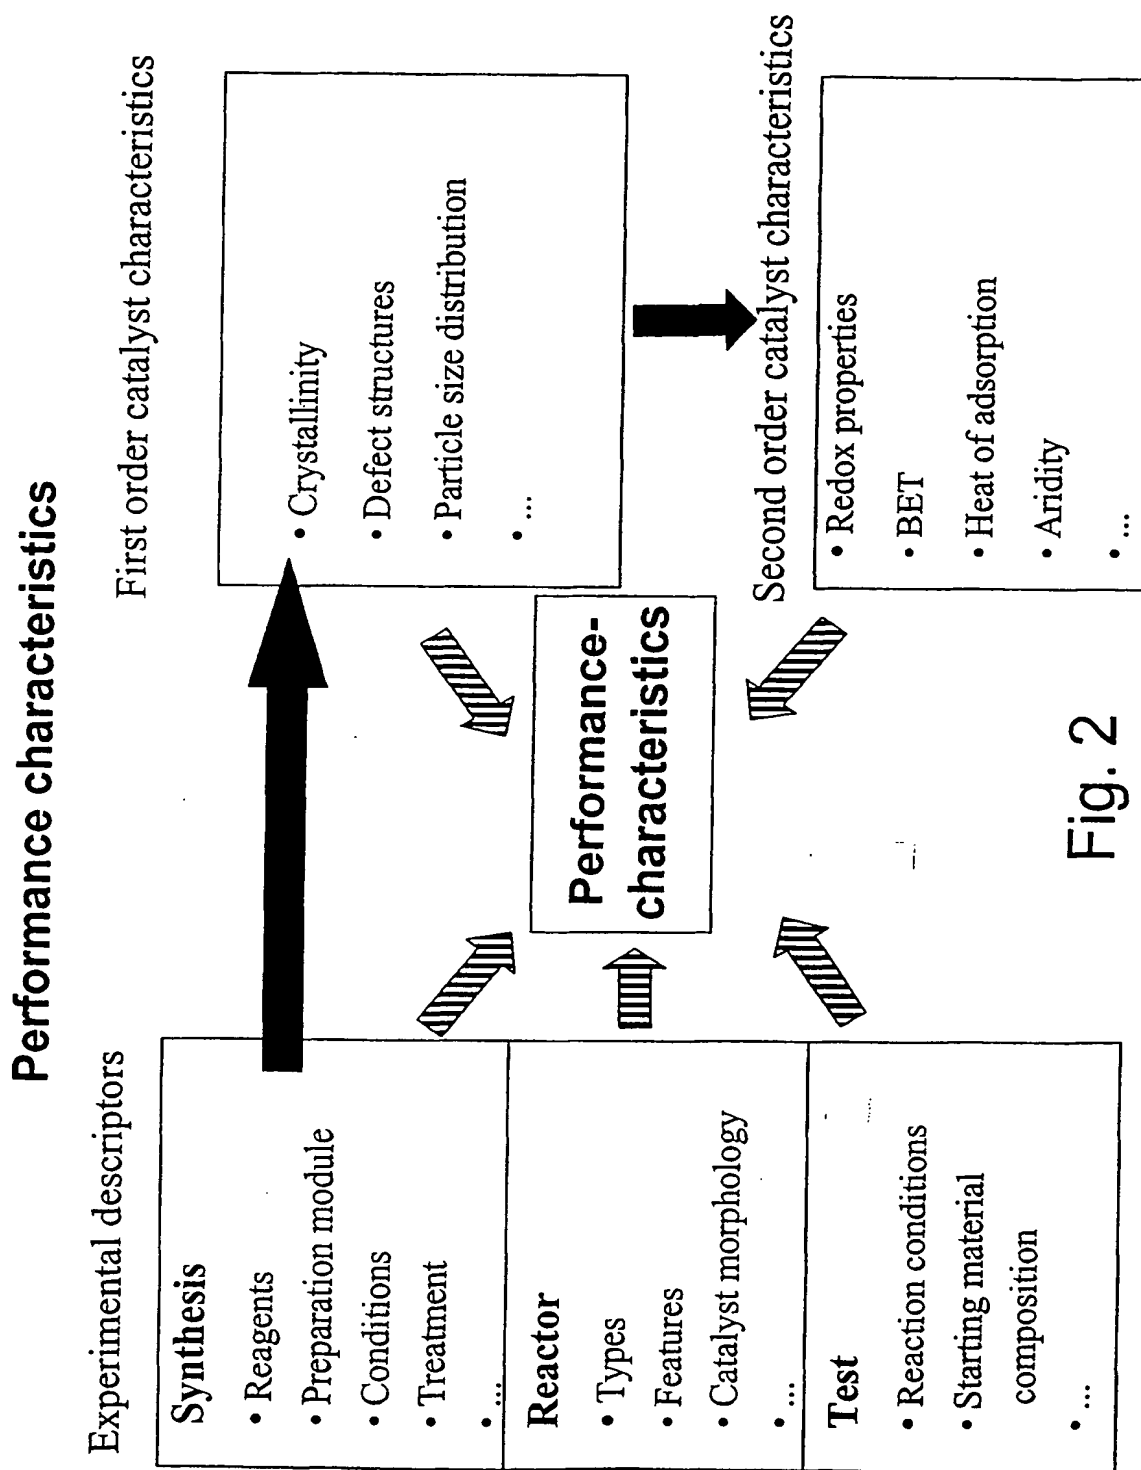 Performance characteristics
Experimental descriptors
Synthesis
• Reagents
• Preparation module
• Conditions
• Treatment
• ...
Reactor
• Types
• Features
• Catalyst morphology
• ...
Test
• Reaction conditions
• Starting material
composition
• ...
Performance-
characteristics
First order catalyst characteristics
• Crystallinity
• Defect structures
• Particle size distribution
• ...
Second order catalyst characteristics
• Redox properties
• BET
• Heat of adsorption
• Aridity
• ...
Fig. 2